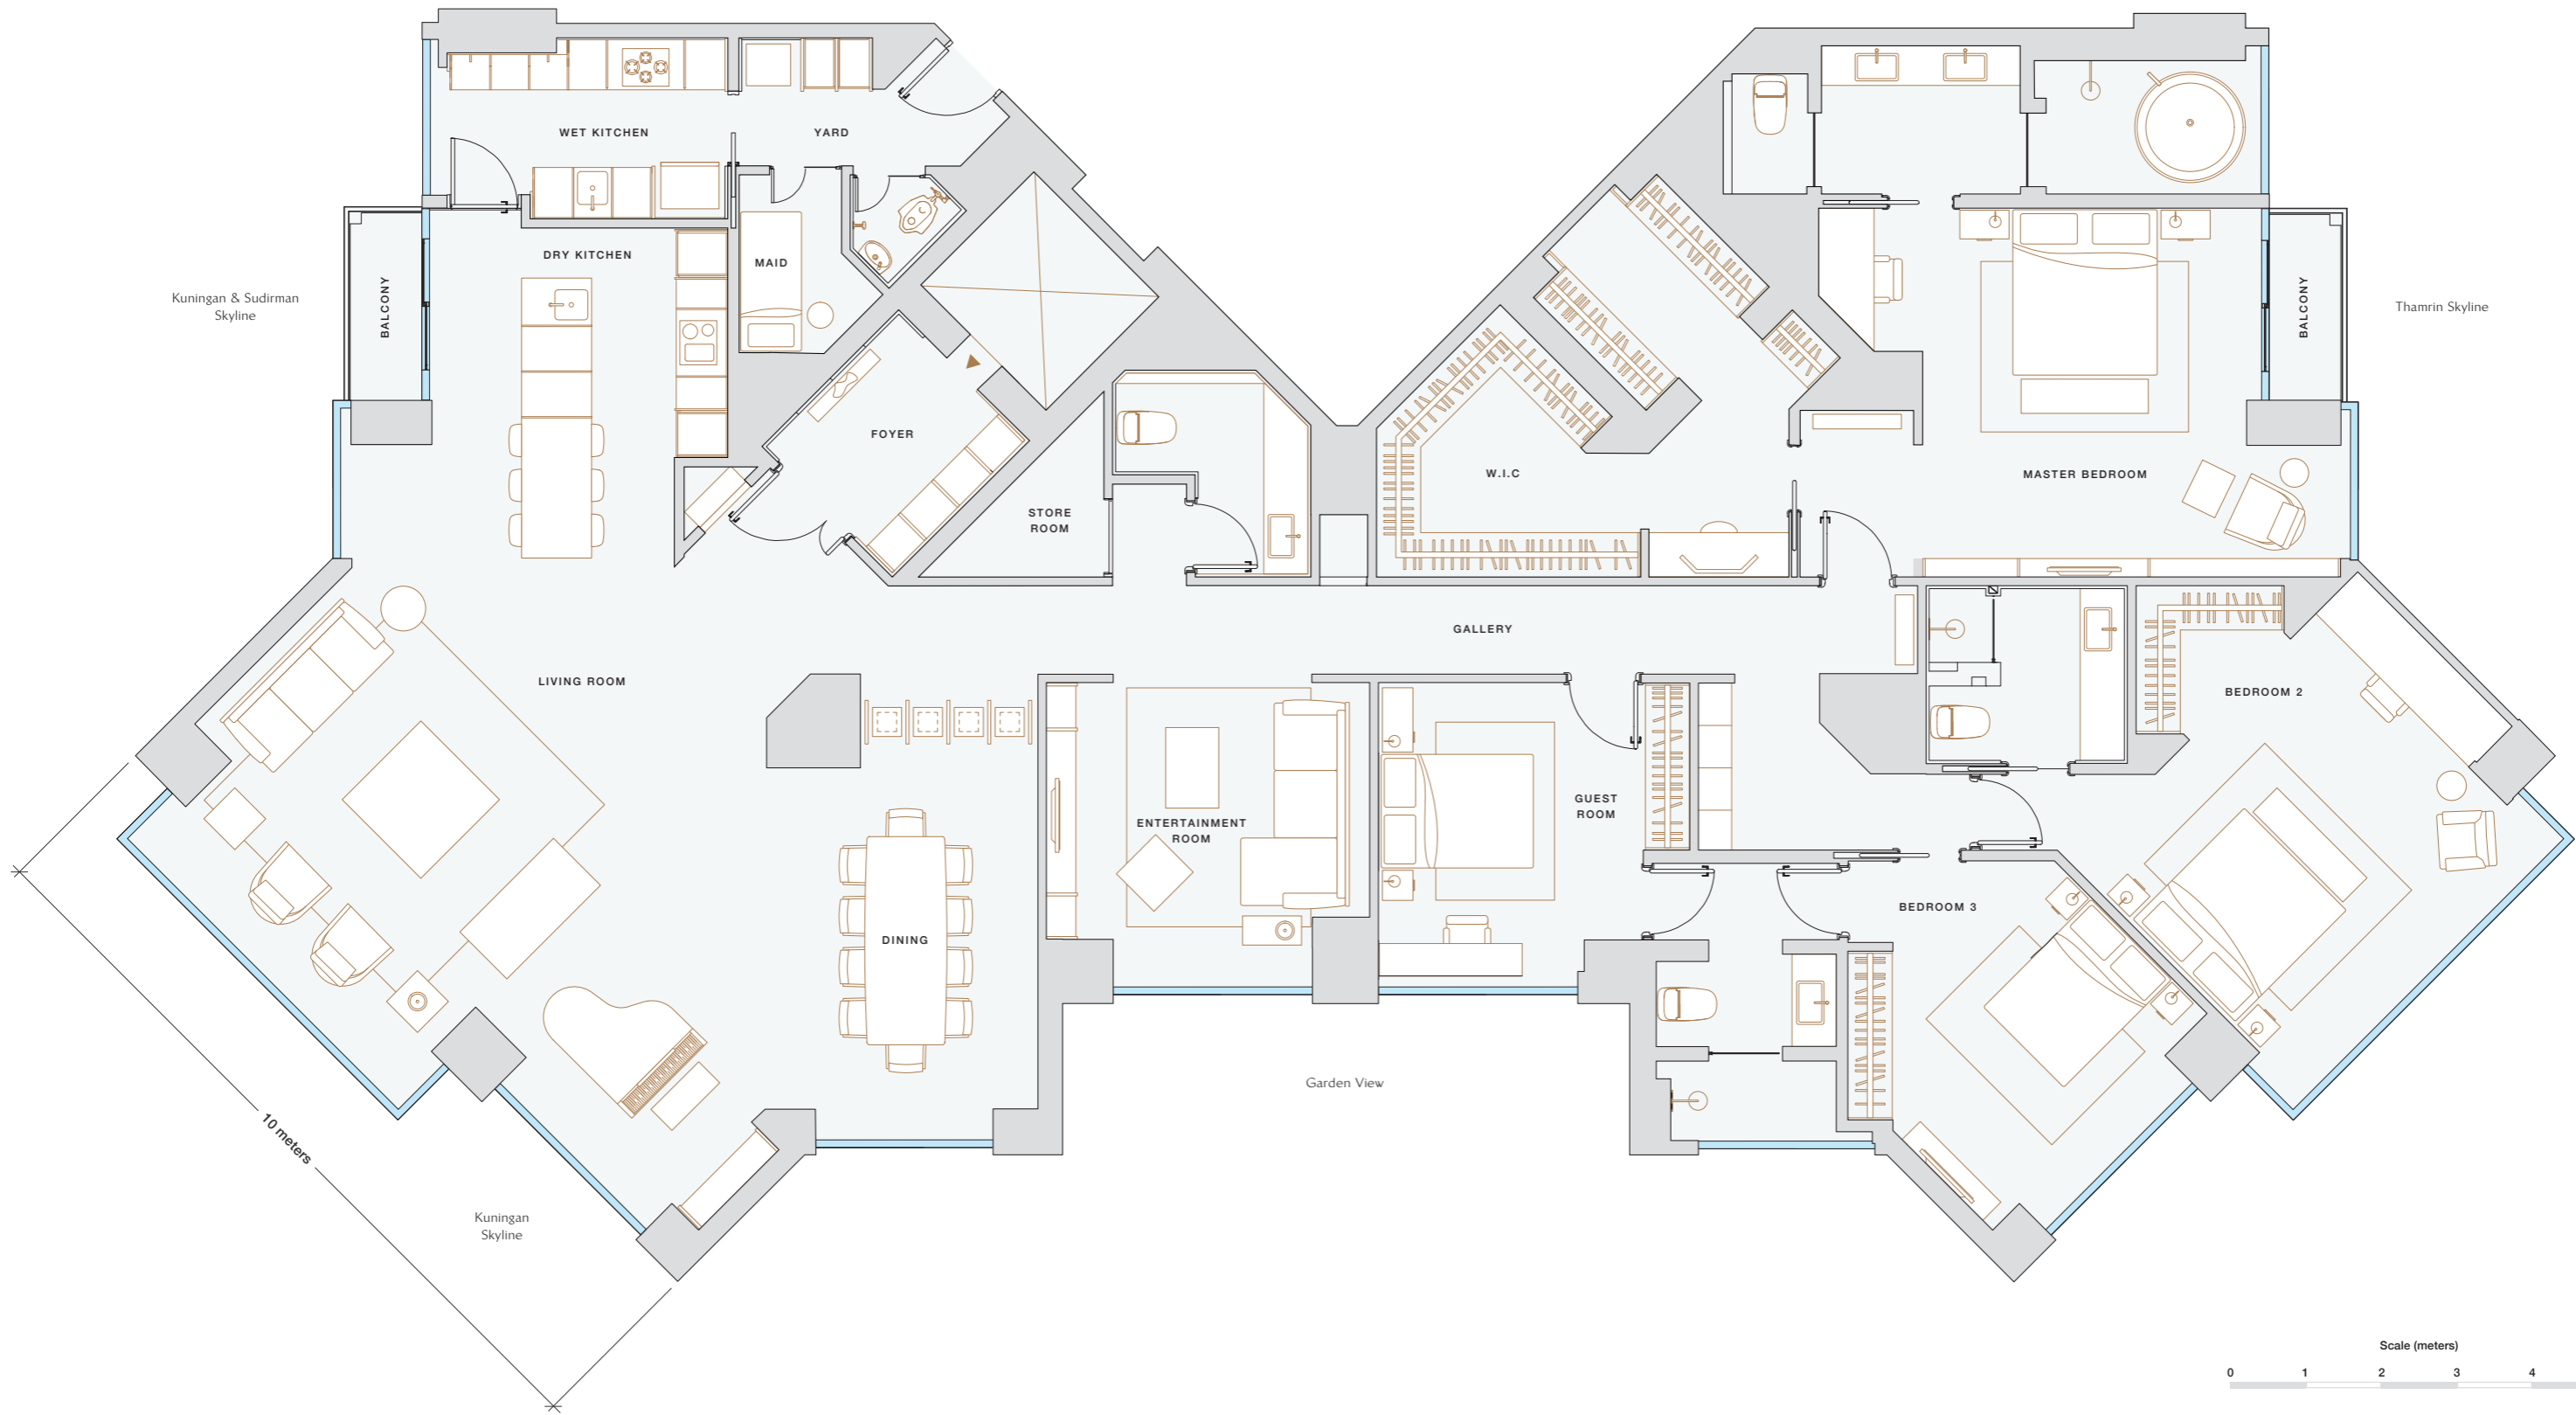 WET KITCHEN
YARD
DRY KITCHEN
MAID
BALCONY
Kuningan & Sudirman
Skyline
BALCONY
Thamrin Skyline
FOYER
W.I.C
MASTER BEDROOM
STORE
ROOM
GALLERY
LIVING ROOM
BEDROOM 2
ENTERTAINMENT
ROOM
GUEST
ROOM
DINING
BEDROOM 3
Garden View
10 meters
Kuningan
Skyline
Scale (meters)
0 1 2 3 4